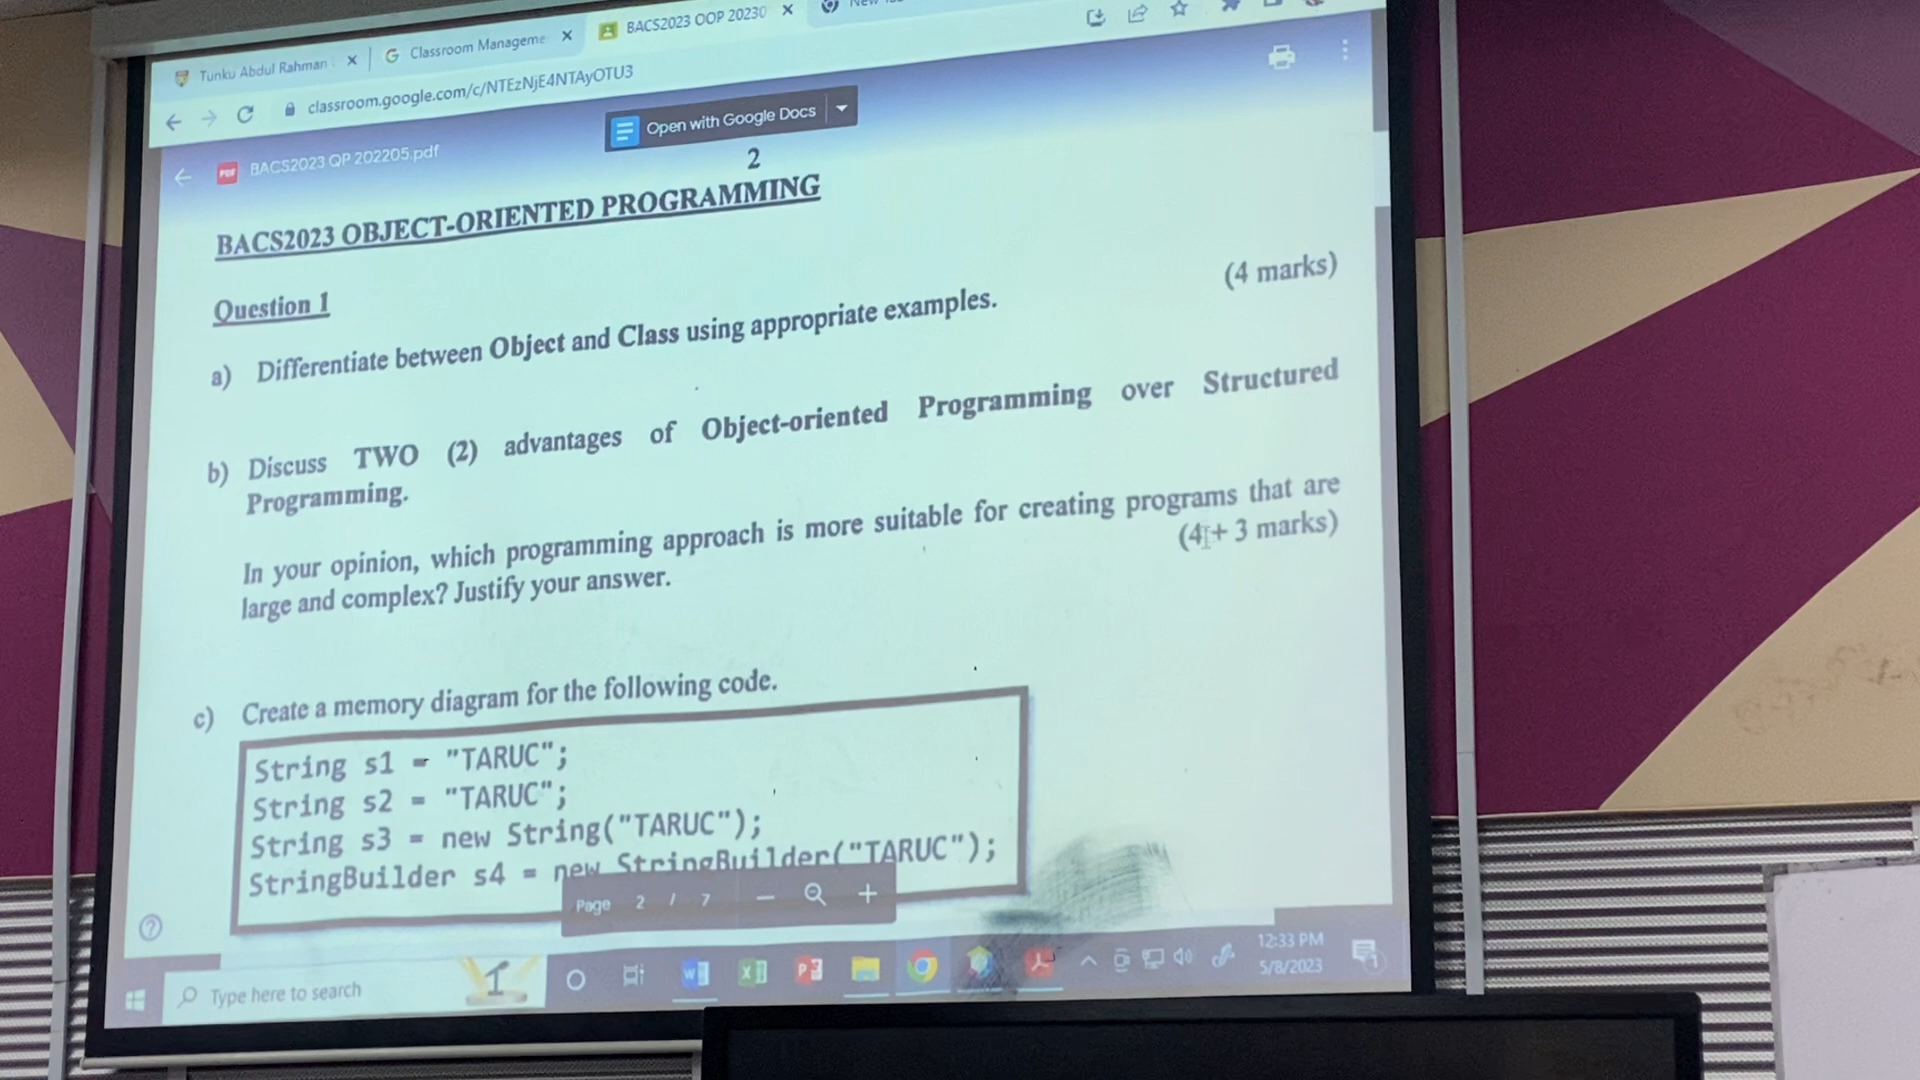 Tunku Abdul Rahman
Classroom Manageme
BACS2023 OOP 20230
classroom.google.com/c/NTEzNjE4NTAyOTU3
BACS2023 QP 202205.pdf
Open with Google Docs
2
BACS2023 OBJECT-ORIENTED PROGRAMMING
Question 1
a) Differentiate between Object and Class using appropriate examples.
(4 marks)
b) Discuss TWO (2) advantages of Object-oriented Programming over Structured
Programming.
In your opinion, which programming approach is more suitable for creating programs that are
large and complex? Justify your answer.
(4 + 3 marks)
c) Create a memory diagram for the following code.
String s1 = "TARUC";
String s2 = "TARUC";
String s3 = new String("TARUC");
StringBuilder s4 = new StringBuilder("TARUC");
Page 2 / 7
Type here to search
12:33 PM
5/8/2023